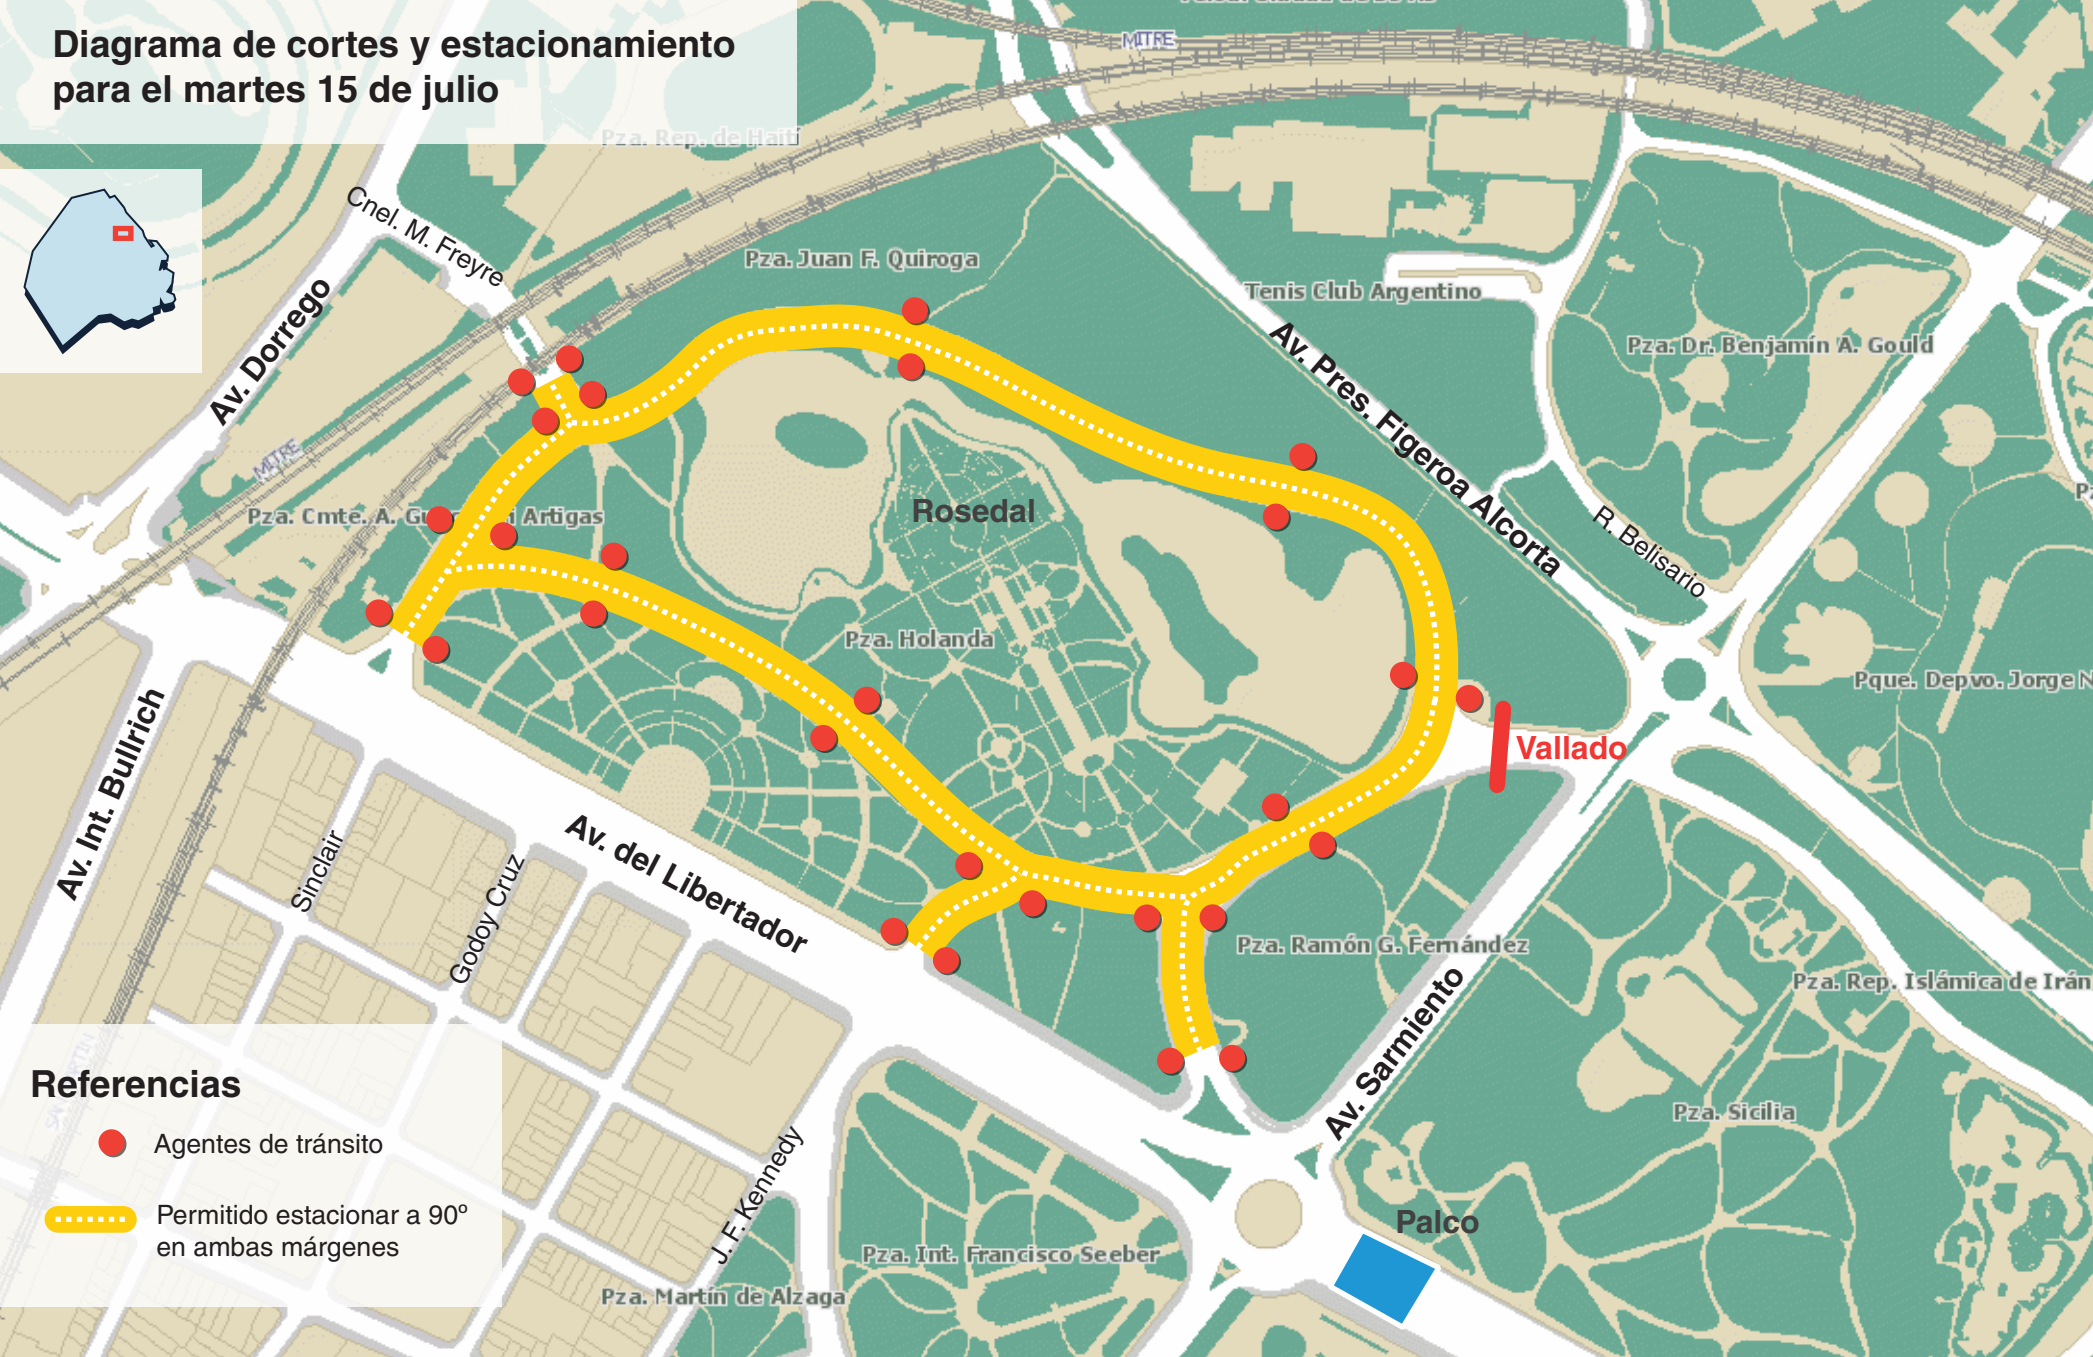 Diagrama de cortes y estacionamiento
para el martes 15 de julio
MITRE
Pza. Rep. de Haití
Cnel. M. Freyre
Pza. Juan F. Quiroga
Tenis Club Argentino
Av. Dorrego
Av. Pres. Figeroa Alcorta
Pza. Dr. Benjamín A. Gould
MITRE
Rosedal
Artigas
R. Belisario
Pza. Holanda
Pque. Depvo. Jorge N
Av. Int. Bullrich
Vallado
Sinclair
Godoy Cruz
Av. del Libertador
Pza. Ramón G. Fernández
Av. Sarmiento
Pza. Rep. Islámica de Irán
Pza. Sicilia
Referencias
Agentes de tránsito
Permitido estacionar a 90º
en ambas márgenes
J. F. Kennedy
Palco
Pza. Int. Francisco Seeber
Pza. Martín de Alzaga